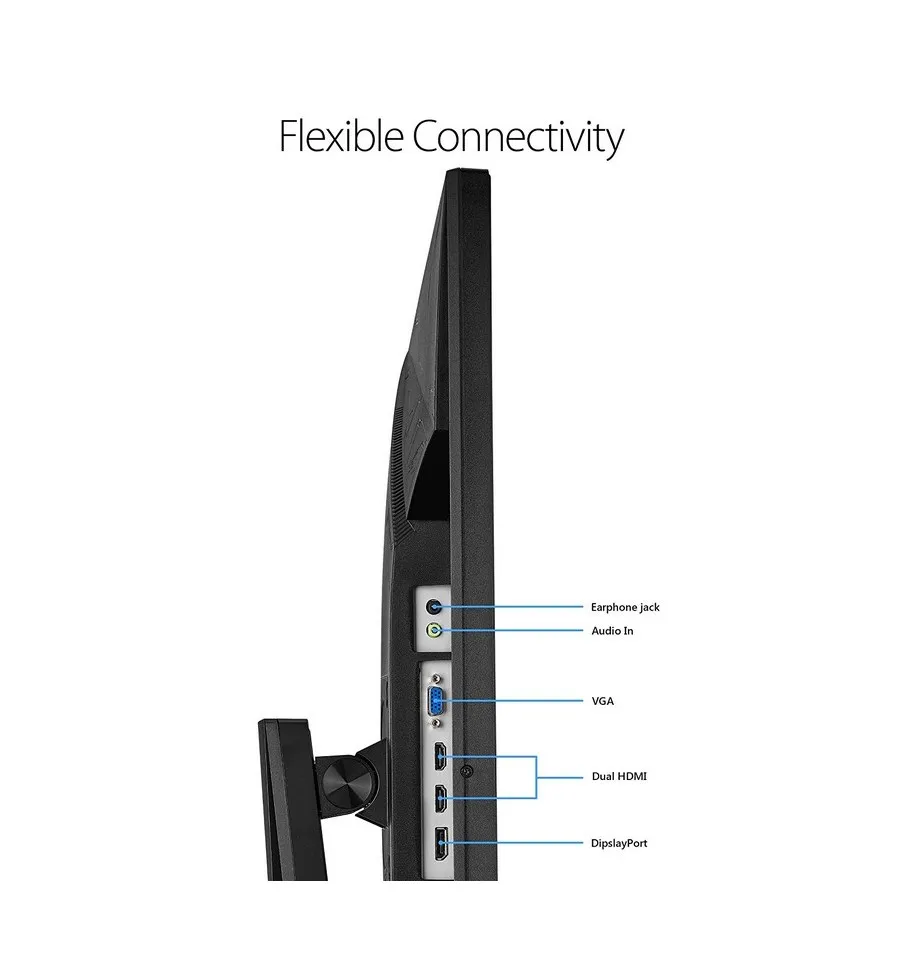 Flexible Connectivity
Earphone jack
Audio In
VGA
Dual HDMI
DipslayPort